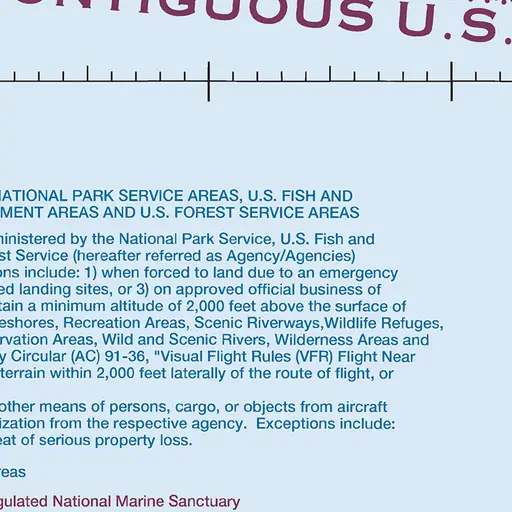 CONTIGUOUS U.S.
NATIONAL PARK SERVICE AREAS, U.S. FISH AND
MENT AREAS AND U.S. FOREST SERVICE AREAS
ministered by the National Park Service, U.S. Fish and
st Service (hereafter referred as Agency/Agencies)
ons include: 1) when forced to land due to an emergency
ed landing sites, or 3) on approved official business of
tain a minimum altitude of 2,000 feet above the surface of
eshores, Recreation Areas, Scenic Riverways,Wildlife Refuges,
rvation Areas, Wild and Scenic Rivers, Wilderness Areas and
y Circular (AC) 91-36, "Visual Flight Rules (VFR) Flight Near
terrain within 2,000 feet laterally of the route of flight, or
other means of persons, cargo, or objects from aircraft
ization from the respective agency. Exceptions include:
eat of serious property loss.
reas
gulated National Marine Sanctuary